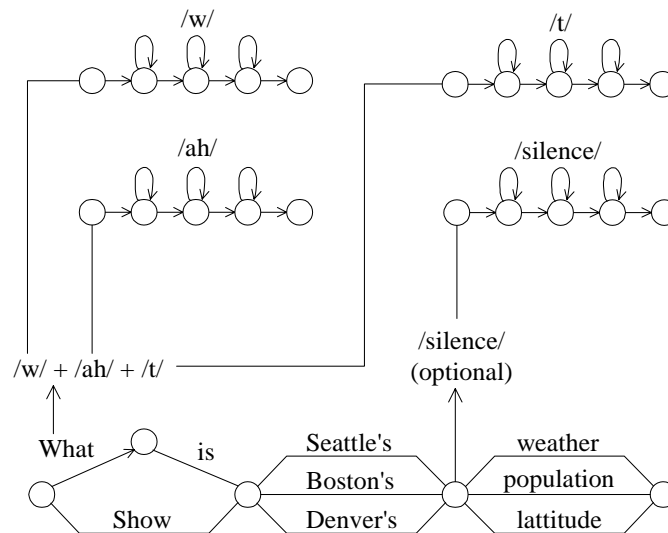 /w/
/t/
/ah/
/silence/
/w/ + /ah/ + /t/
/silence/
(optional)
What
is
Show
Seattle's
Boston's
Denver's
weather
population
lattitude